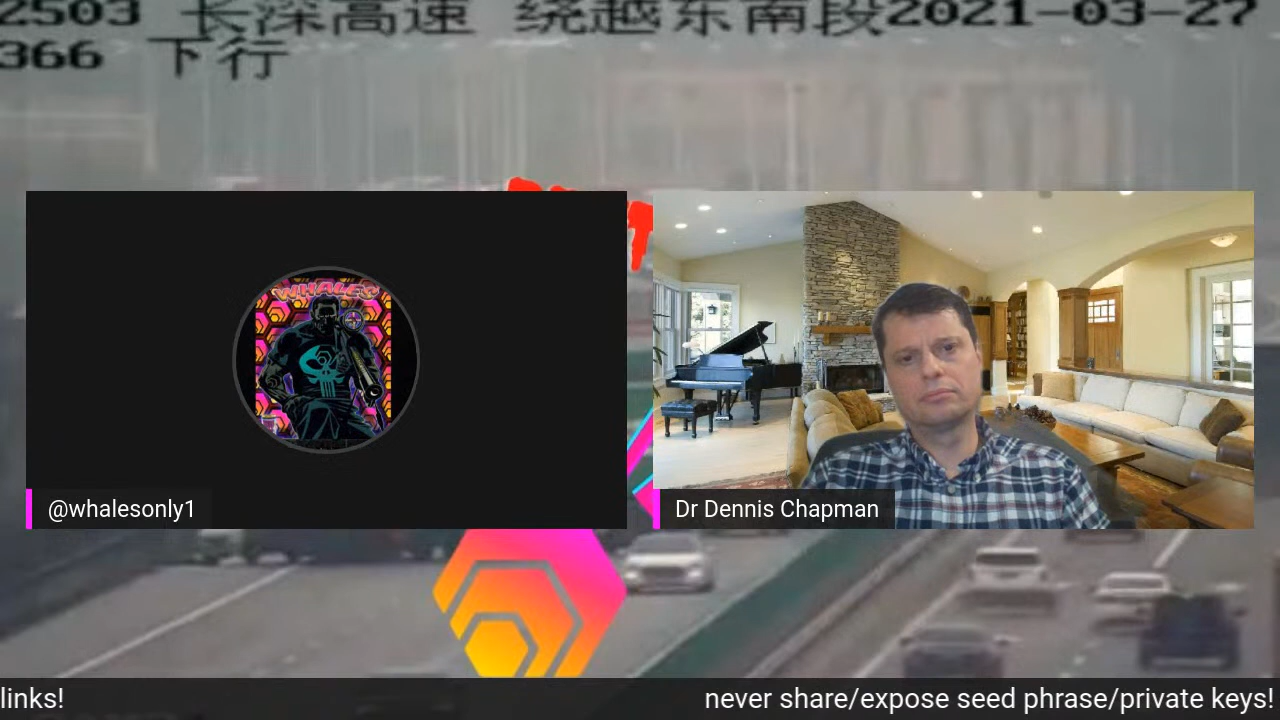 2503 长深高速 绕越东南段2021-03-27
366 下行
WHALES
@whalesonly1
Dr Dennis Chapman
links!
never share/expose seed phrase/private keys!